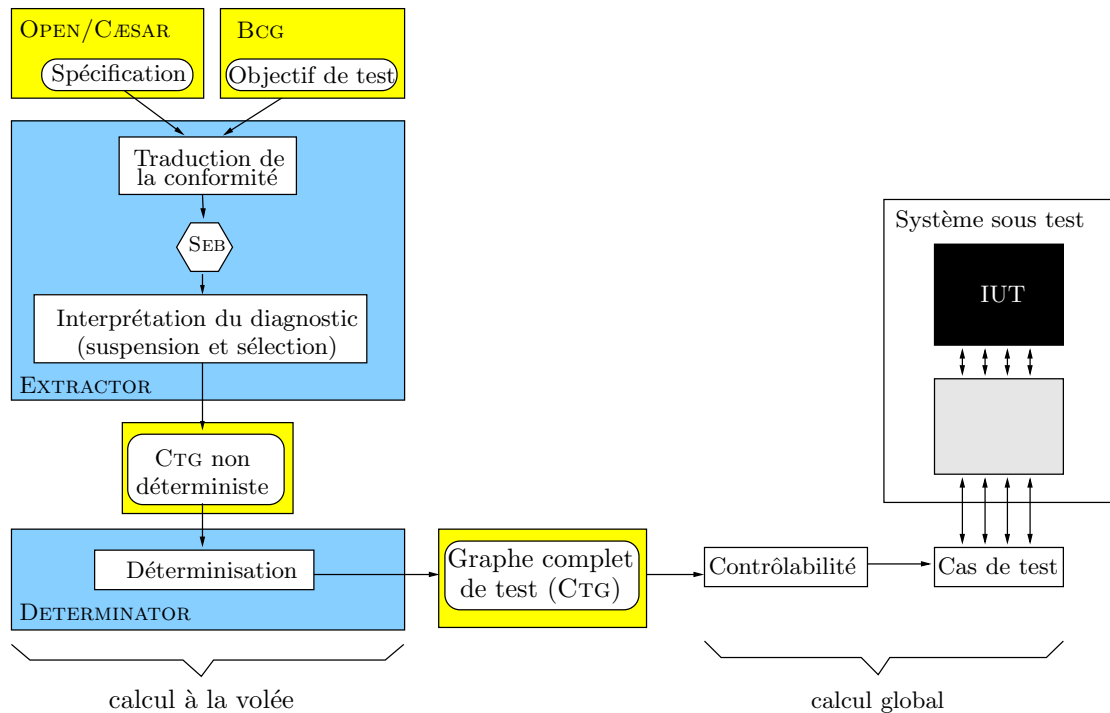 OPEN/CÆSAR
BCG
Spécification
Objectif de test
Traduction de
la conformité
SEB
Interprétation du diagnostic
(suspension et sélection)
EXTRACTOR
CTG non
déterministe
Déterminisation
DETERMINATOR
Graphe complet
de test (CTG)
Contrôlabilité
Cas de test
Système sous test
IUT
calcul à la volée
calcul global